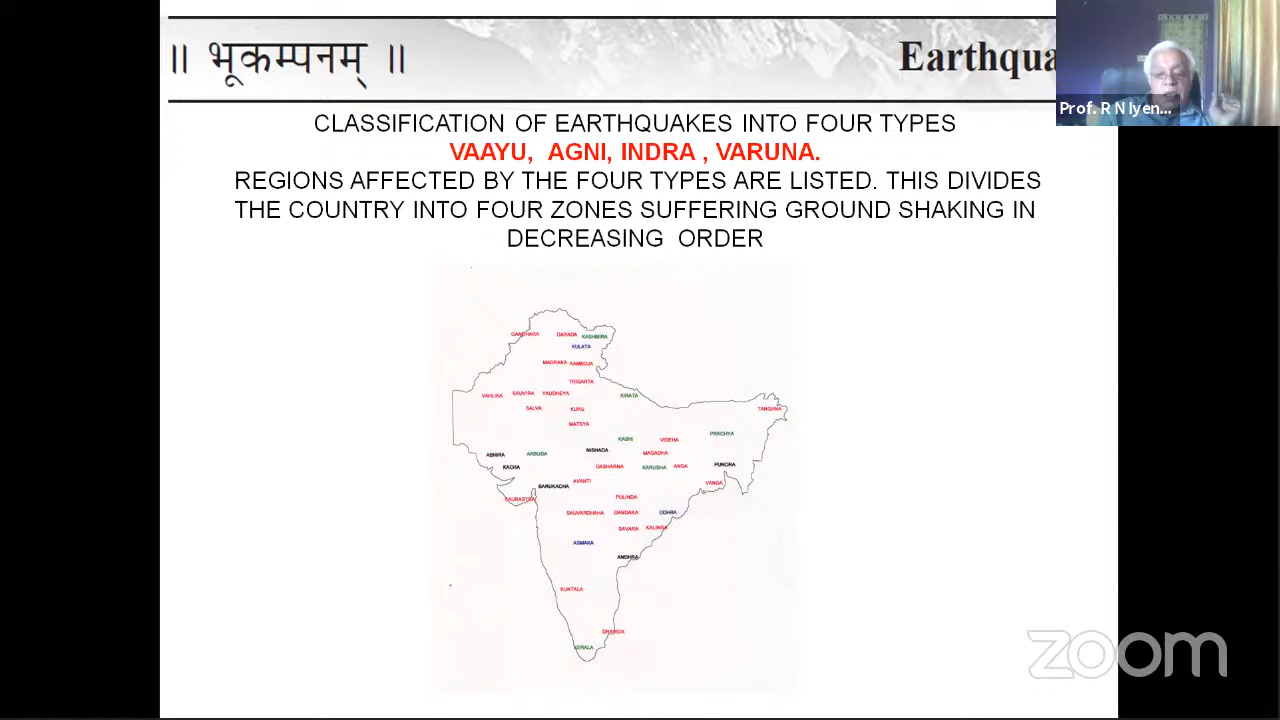 ॥ भूकम्पनम् ॥
Earthqua
Prof. R N Iyen...
CLASSIFICATION OF EARTHQUAKES INTO FOUR TYPES
VAAYU, AGNI, INDRA , VARUNA.
REGIONS AFFECTED BY THE FOUR TYPES ARE LISTED. THIS DIVIDES
THE COUNTRY INTO FOUR ZONES SUFFERING GROUND SHAKING IN
DECREASING ORDER
GANDHARA DARADA KASHMIRA
KULATA
MADRAKA KAMBOJA
TRIGARTA
VAHLIKA SAUVIRA YAUDHEYA KIRATA
SALVA KURU TANGANA
MATSYA
KASHI VIDEHA PRACHYA
ABHIRA ARBUDA NISHADA MAGADHA
KACHA DASHARNA KARUSHA ANGA PUNDRA
BARUKACHA AVANTI VANGA
SAURASTRA PULINDA
SAUVARDHAHA DANDAKA ODHRA
SAVARA KALINGA
ASMAKA
ANDHRA
KUNTALA
DRAVIDA
KERALA
zoom